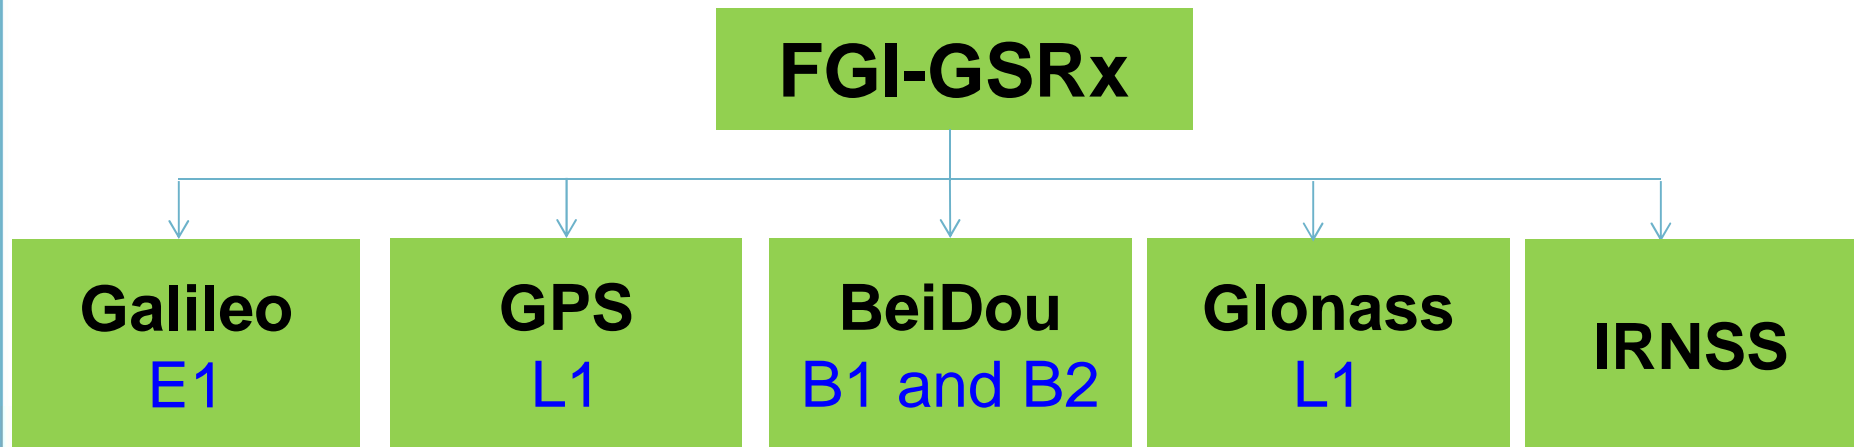 FGI-GSRx
Galileo
E1
GPS
L1
BeiDou
B1 and B2
Glonass
L1
IRNSS